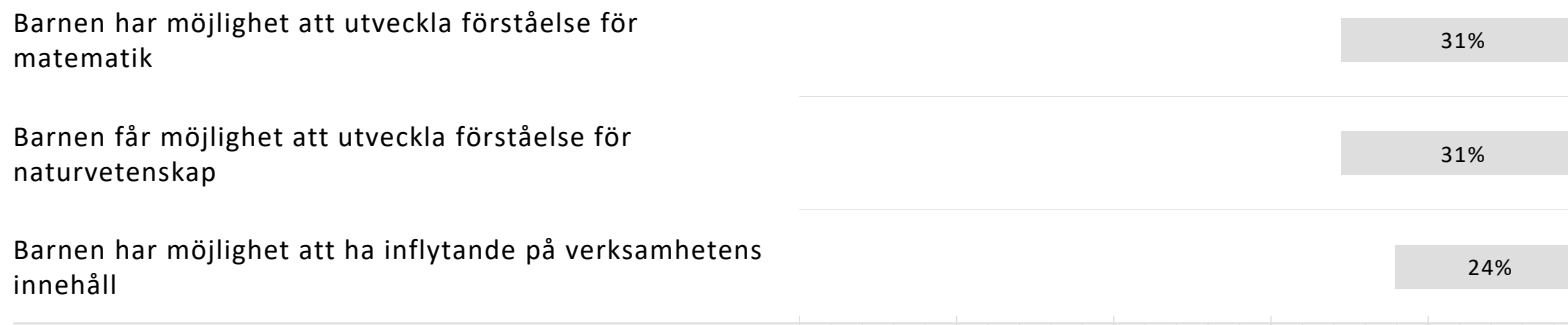 Barnen har möjlighet att utveckla förståelse för
matematik
31%
Barnen får möjlighet att utveckla förståelse för
naturvetenskap
31%
Barnen har möjlighet att ha inflytande på verksamhetens
innehåll
24%